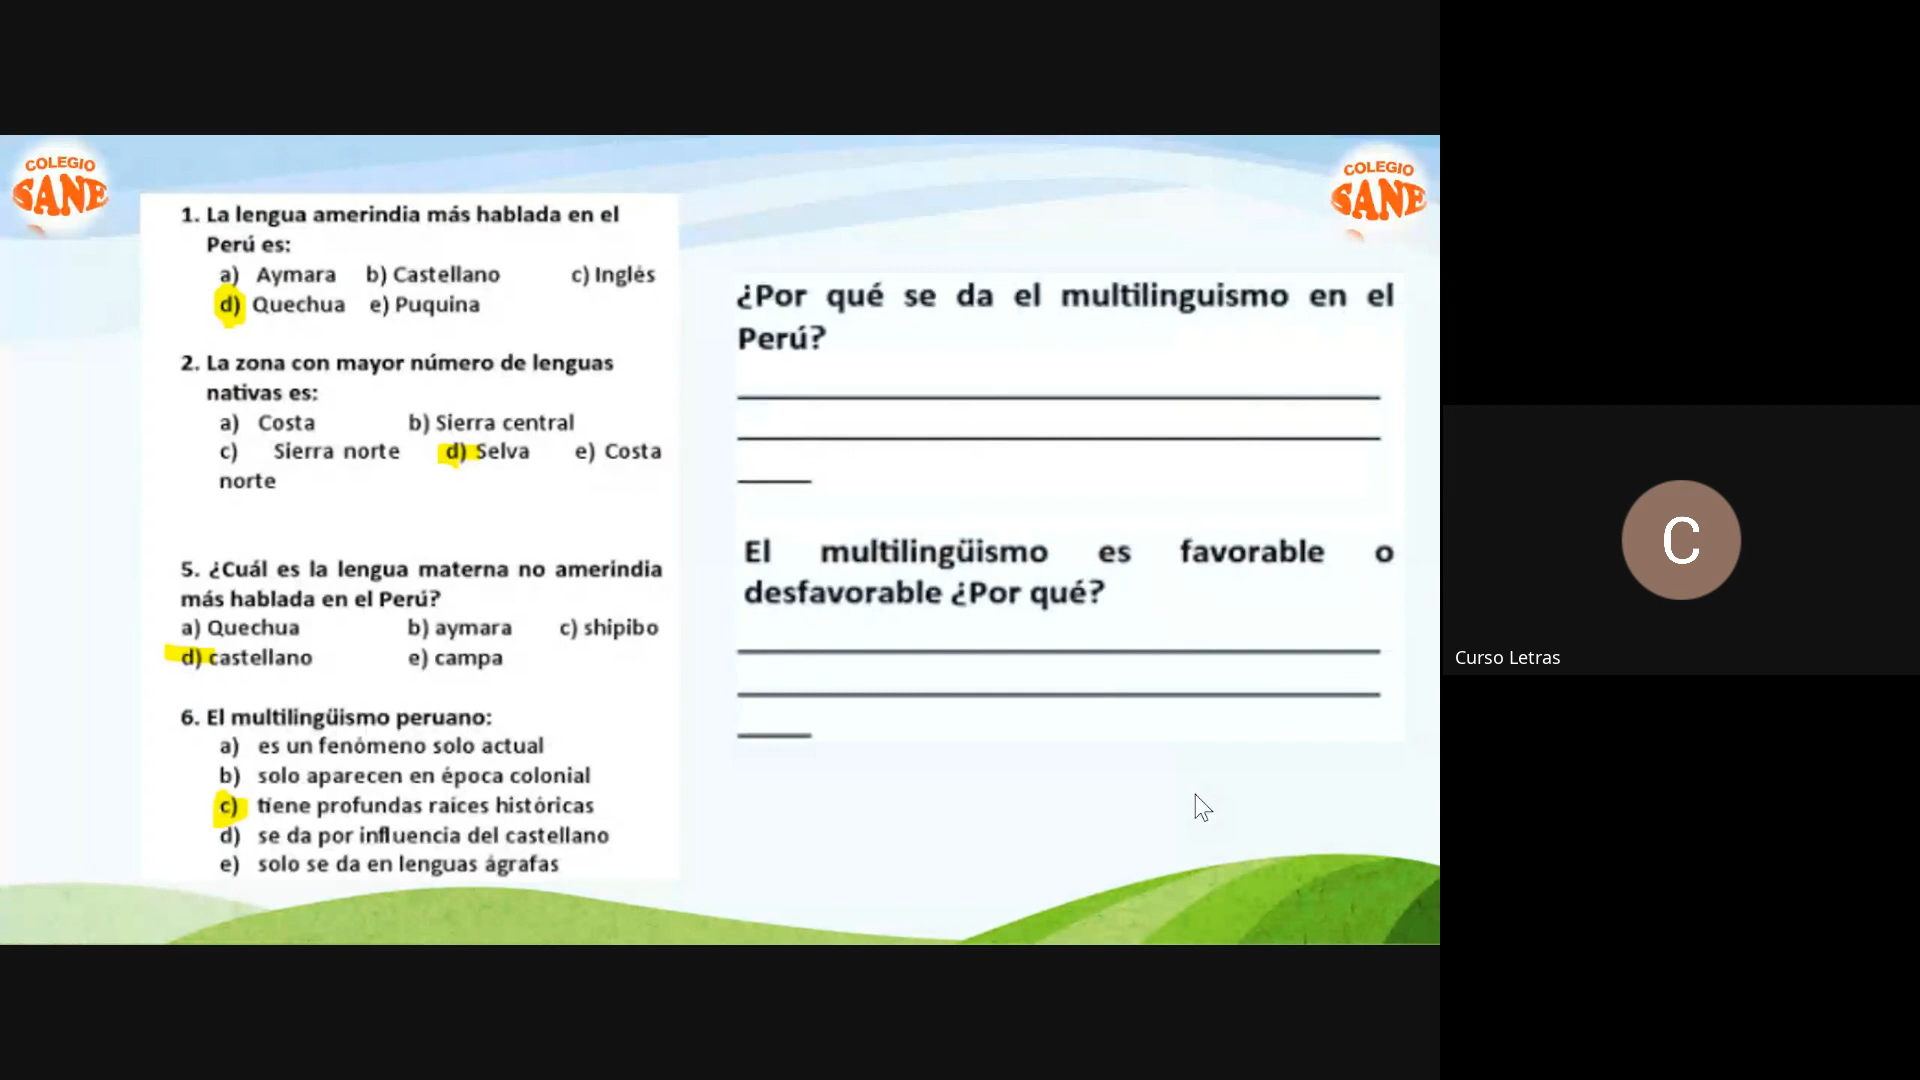 COLEGIO
SANE
COLEGIO
SANE
1. La lengua amerindia más hablada en el
Perú es:
a) Aymara b) Castellano c) Inglés
d) Quechua e) Puquina
2. La zona con mayor número de lenguas
nativas es:
a) Costa b) Sierra central
c) Sierra norte d) Selva e) Costa
norte
5. ¿Cuál es la lengua materna no amerindia
más hablada en el Perú?
a) Quechua b) aymara c) shipibo
d) castellano e) campa
6. El multilingüismo peruano:
a) es un fenómeno solo actual
b) solo aparecen en época colonial
c) tiene profundas raíces históricas
d) se da por influencia del castellano
e) solo se da en lenguas ágrafas
¿Por qué se da el multilinguismo en el
Perú?
El multilingüismo es favorable o
desfavorable ¿Por qué?
C
Curso Letras